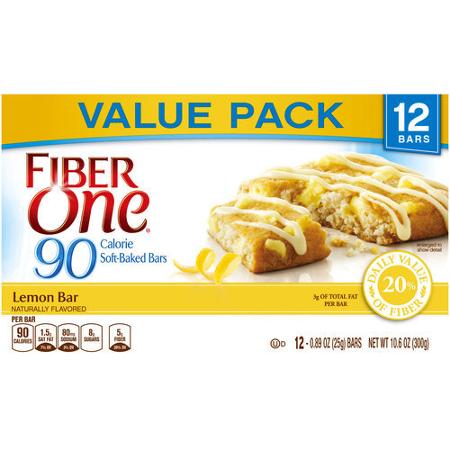 VALUE PACK
12
BARS
FIBER
One®
90 Calorie
Soft-Baked Bars
enlarged to
show detail
DAILY VALUE
20%
OF FIBER
Lemon Bar
NATURALLY FLAVORED
3g OF TOTAL FAT
PER BAR
PER BAR
90
CALORIES
1.5g
SAT FAT
80mg
SODIUM
8g
SUGARS
5g
FIBER
U D
12 - 0.89 OZ (25g) BARS NET WT 10.6 OZ (300g)